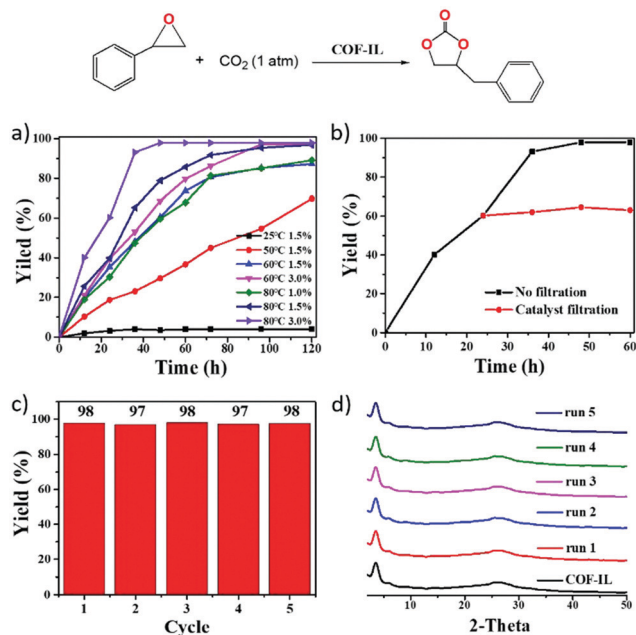 O
O
O
O
+ CO2 (1 atm)
COF-IL
a)
Yilcd (%)
100
80
60
40
20
0
25℃ 1.5%
50℃ 1.5%
60℃ 1.5%
60℃ 3.0%
80℃ 1.0%
80℃ 1.5%
80℃ 3.0%
0 20 40 60 80 100 120
Time (h)
b)
Yield (%)
100
80
60
40
20
0
No filtration
Catalyst filtration
0 10 20 30 40 50 60
Time (h)
c)
Yield (%)
100
80
60
40
20
0
98 97 98 97 98
1 2 3 4 5
Cycle
d)
run 5
run 4
run 3
run 2
run 1
COF-IL
10 20 30 40 50
2-Theta